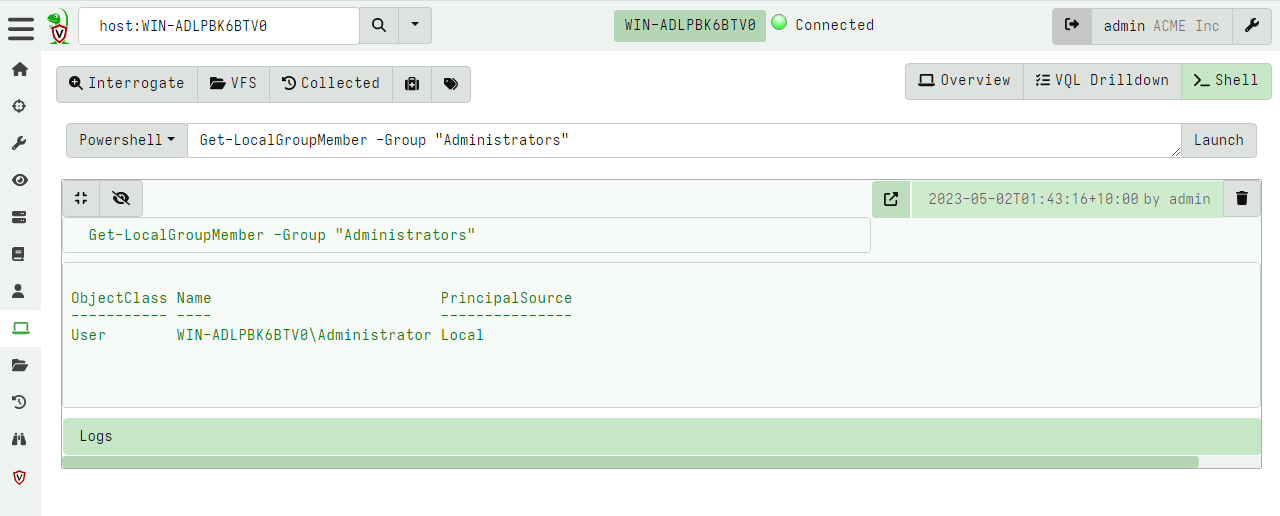 host:WIN-ADLPBK6BTV0 WIN-ADLPBK6BTV0 Connected admin ACME Inc
Interrogate VFS Collected Overview VQL Drilldown Shell
Powershell Get-LocalGroupMember -Group "Administrators" Launch
2023-05-02T01:43:16+10:00 by admin
Get-LocalGroupMember -Group "Administrators"
ObjectClass Name PrincipalSource
----------- ---- ---------------
User WIN-ADLPBK6BTV0\Administrator Local
Logs